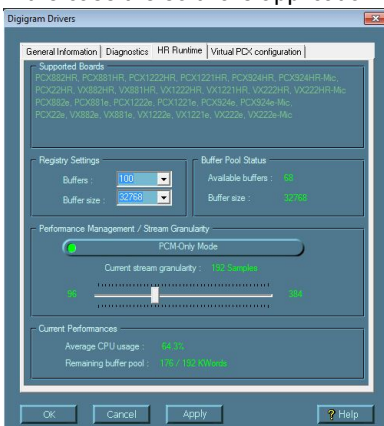 Digigram Drivers
General Information Diagnostics HR Runtime Virtual PCX configuration
Supported Boards
PCX882HR, PCX881HR, PCX1222HR, PCX1221HR, PCX924HR, PCX924HR-Mic,
PCX22HR, VX882HR, VX881HR, VX1222HR, VX1221HR, VX222HR, VX222HR-Mic
PCX882e, PCX881e, PCX1222e, PCX1221e, PCX924e, PCX924e-Mic,
PCX22e, VX882e, VX881e, VX1222e, VX1221e, VX222e, VX222e-Mic
Registry Settings
Buffers : 100
Buffer size : 32768
Buffer Pool Status
Available buffers : 68
Buffer size : 32768
Performance Management / Stream Granularity
PCM-Only Mode
Current stream granularity : 192 Samples
96 384
Current Performances
Average CPU usage : 64.3%
Remaining buffer pool : 176 / 192 KWords
OK Cancel Apply ? Help